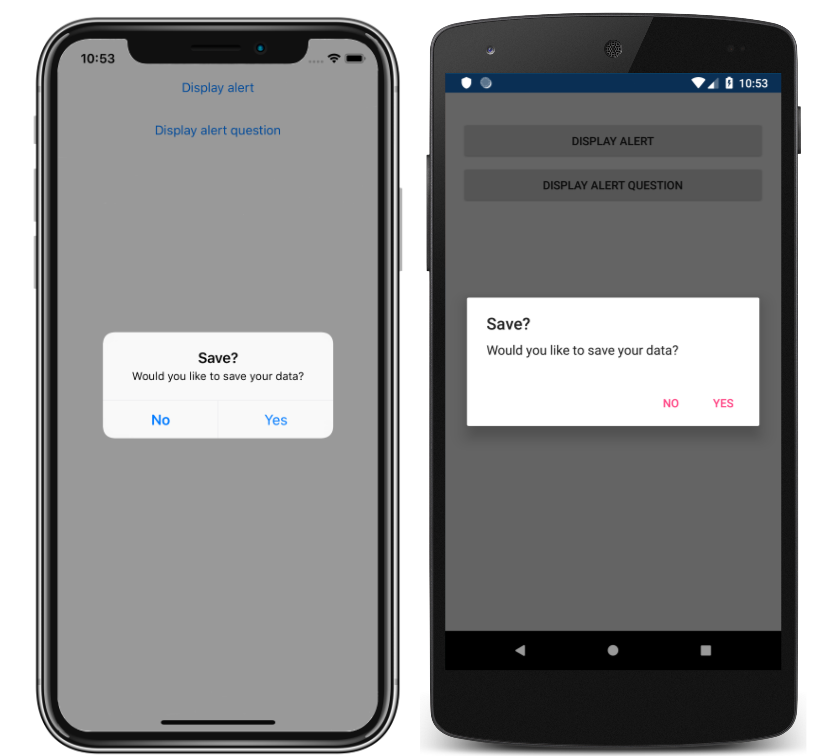 10:53
Display alert
Display alert question
Save?
Would you like to save your data?
No Yes
10:53
DISPLAY ALERT
DISPLAY ALERT QUESTION
Save?
Would you like to save your data?
NO YES